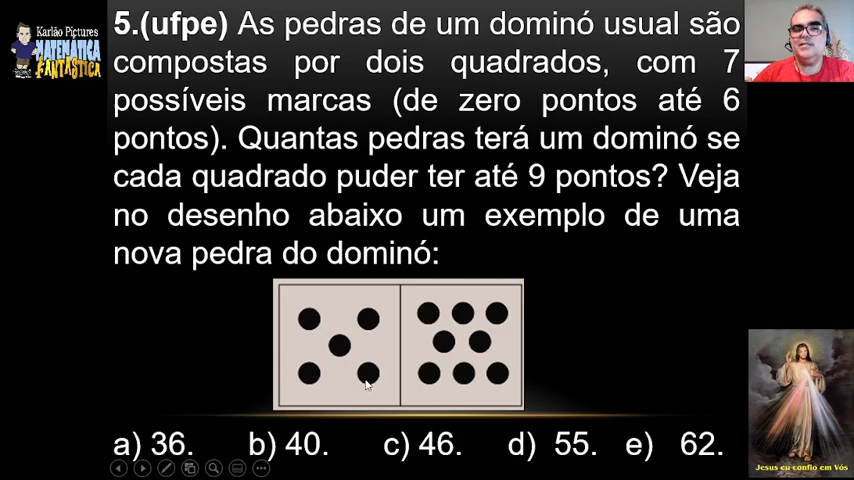 Karlão Pictures
MATEMÁTICA
FANTÁSTICA
5.(ufpe) As pedras de um dominó usual são
compostas por dois quadrados, com 7
possíveis marcas (de zero pontos até 6
pontos). Quantas pedras terá um dominó se
cada quadrado puder ter até 9 pontos? Veja
no desenho abaixo um exemplo de uma
nova pedra do dominó:
a) 36. b) 40. c) 46. d) 55. e) 62.
Jesus eu confio em Vós